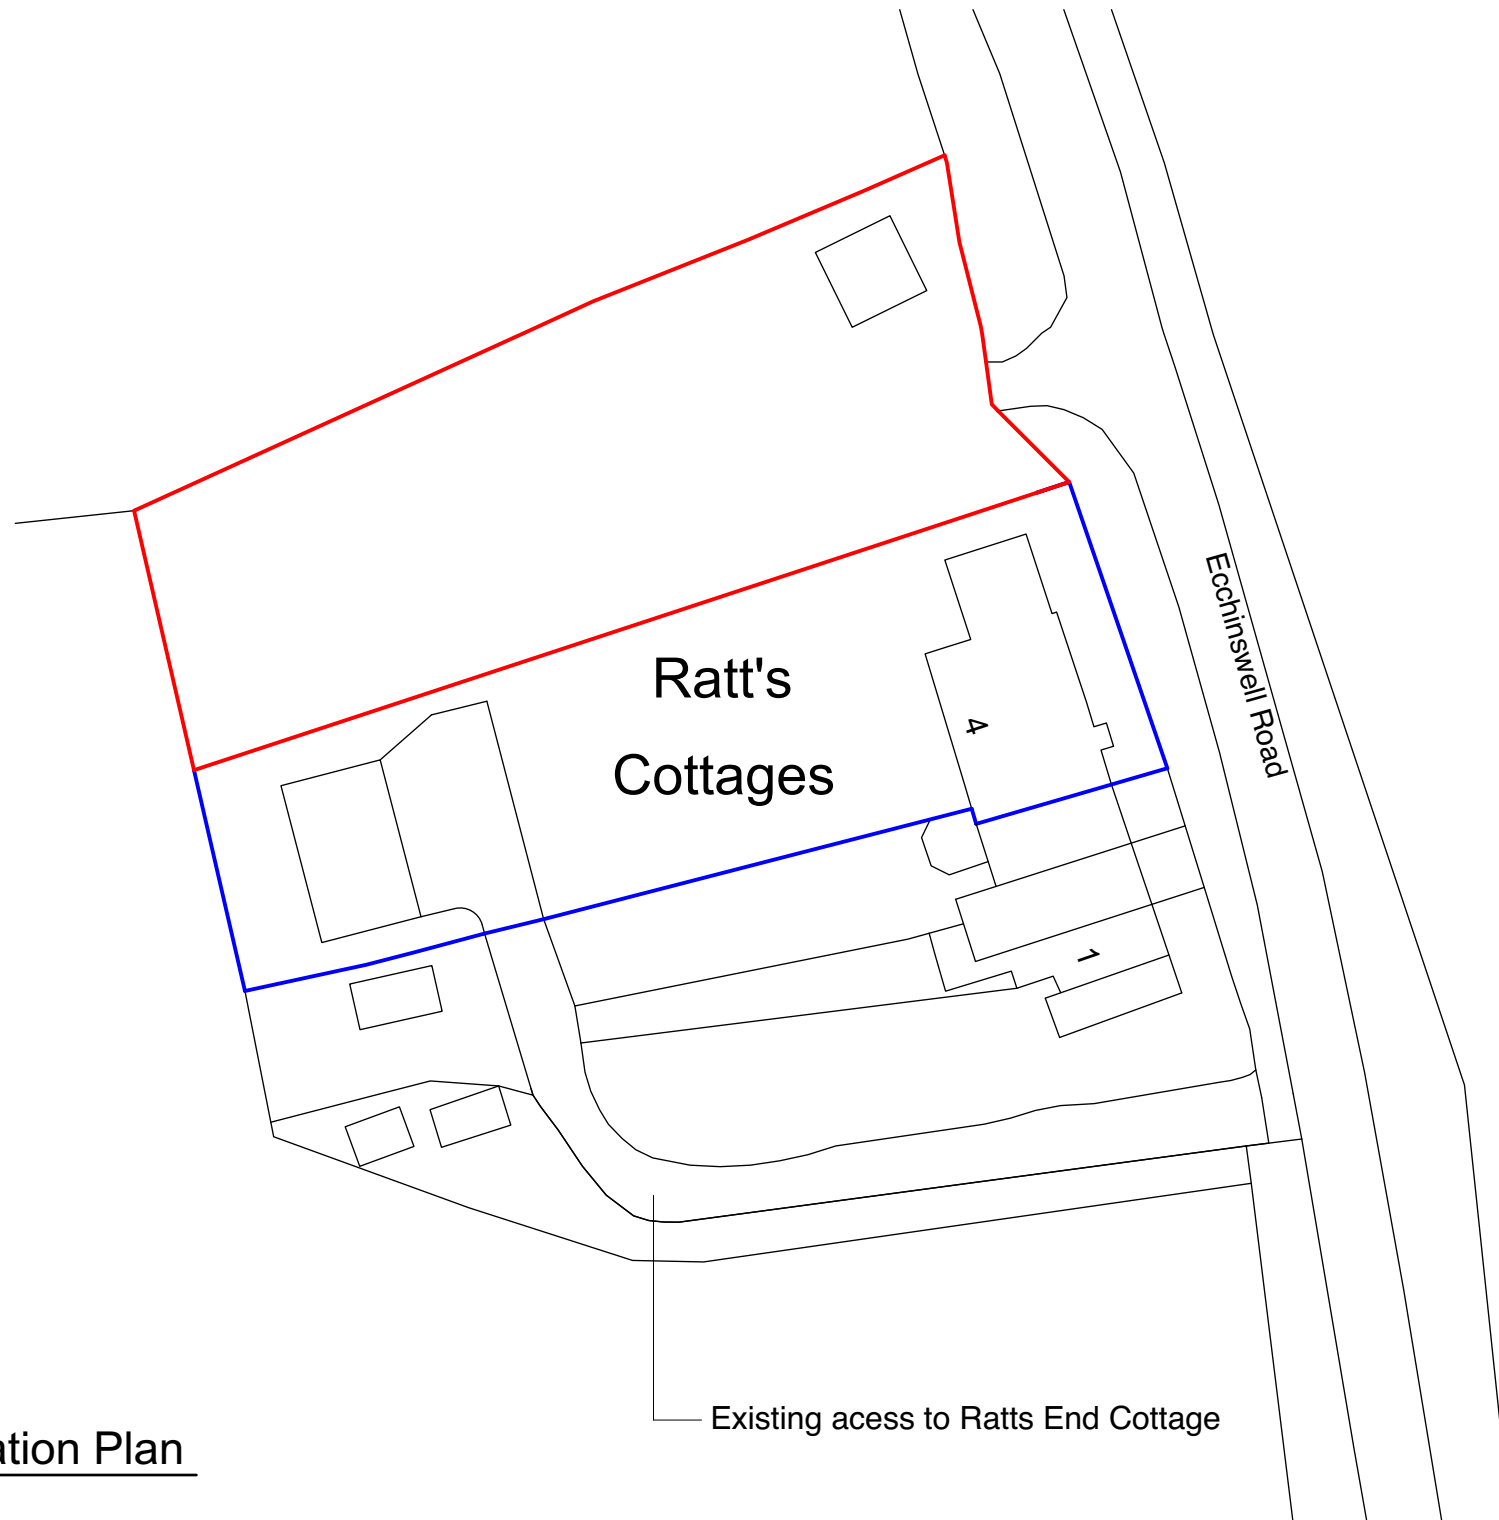 Ecchinswell Road
Ratt's
4
Cottages
1
Existing acess to Ratts End Cottage
ation Plan